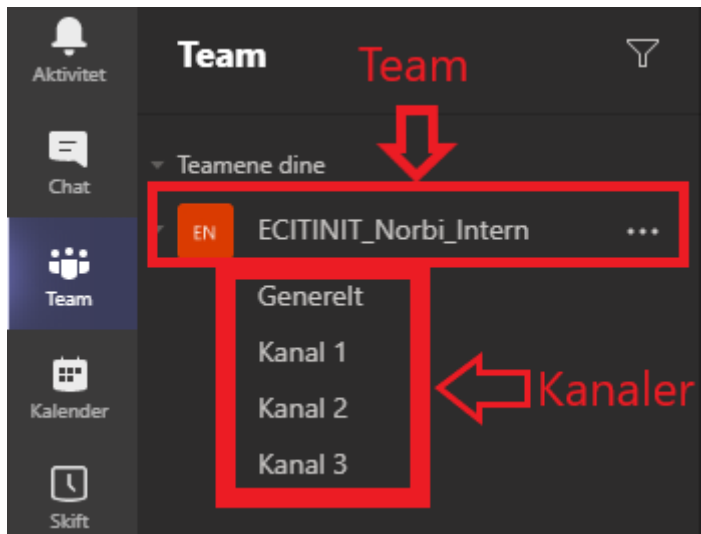 Aktivitet
Chat
Team
Kalender
Skift
Team
Team
Teamene dine
EN ECITINIT_Norbi_Intern ...
Generelt
Kanal 1
Kanal 2
Kanal 3
Kanaler